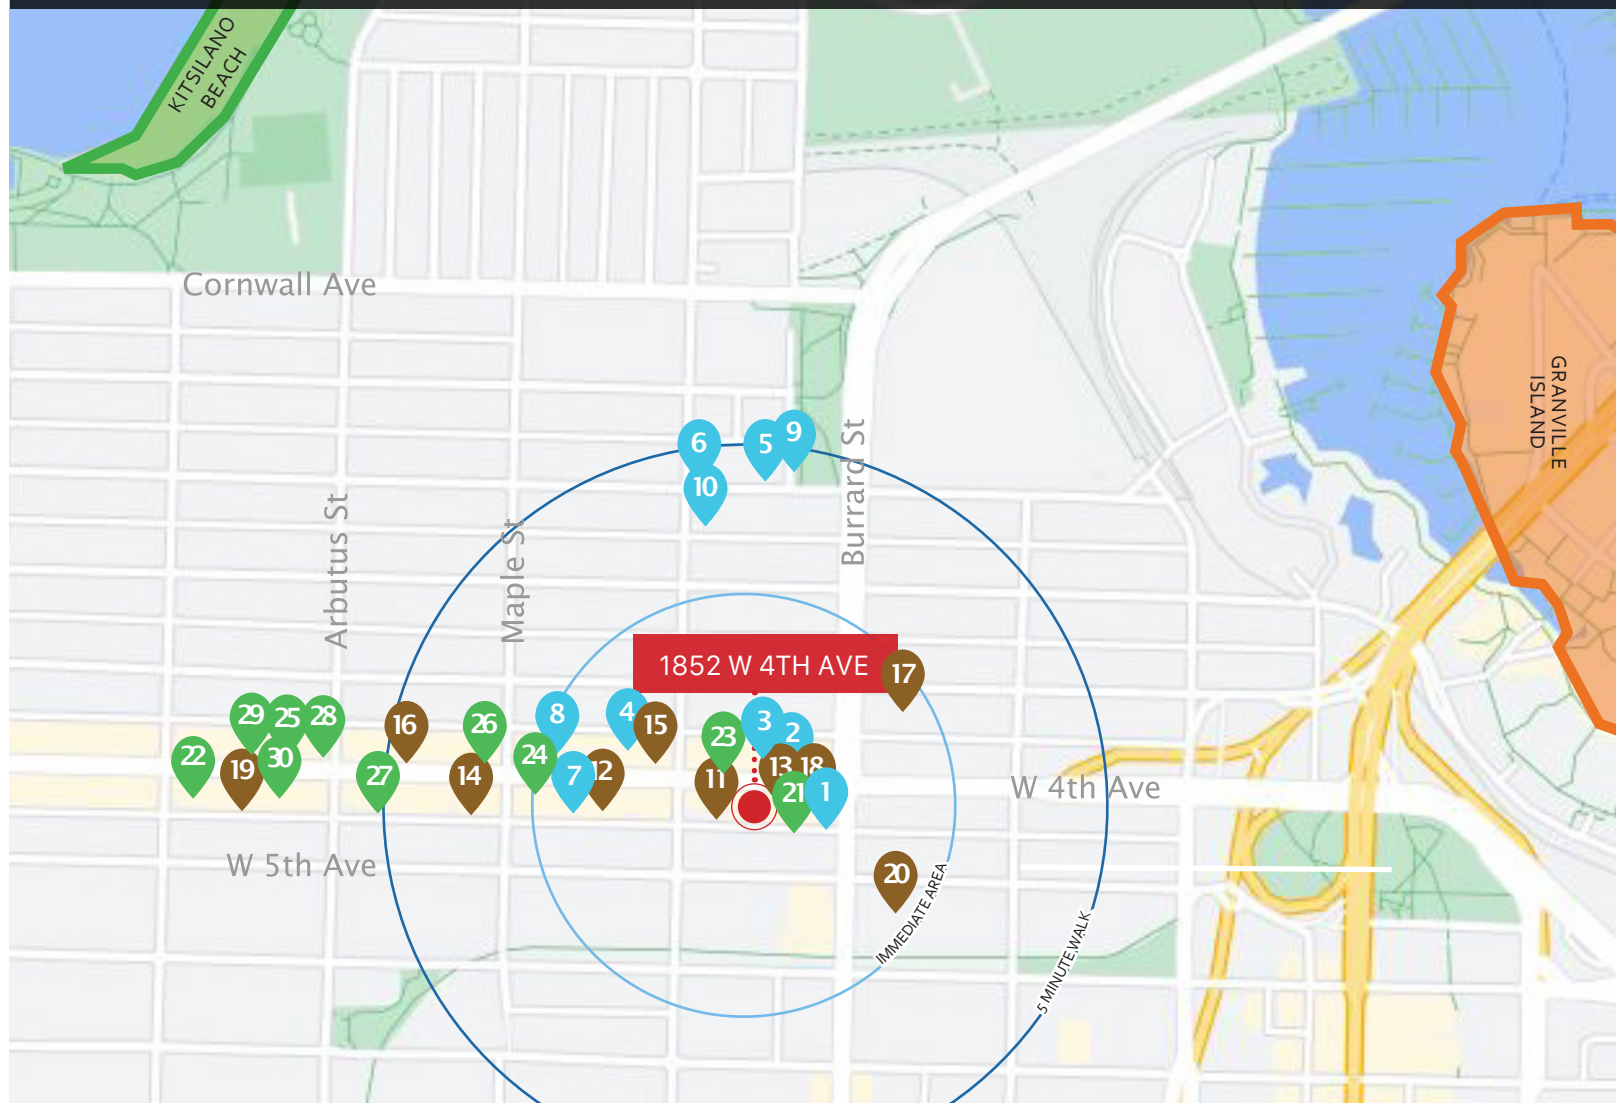 KITSILANO
BEACH
Cornwall Ave
GRANVILLE
ISLAND
6
5
9
10
Burrard St
Arbutus St
Maple St
1852 W 4TH AVE
17
29
25
28
16
26
8
4
15
23
3
2
22
19
30
27
14
24
7
12
11
13
18
21
1
W 4th Ave
W 5th Ave
20
IMMEDIATE AREA
5 MINUTE WALK